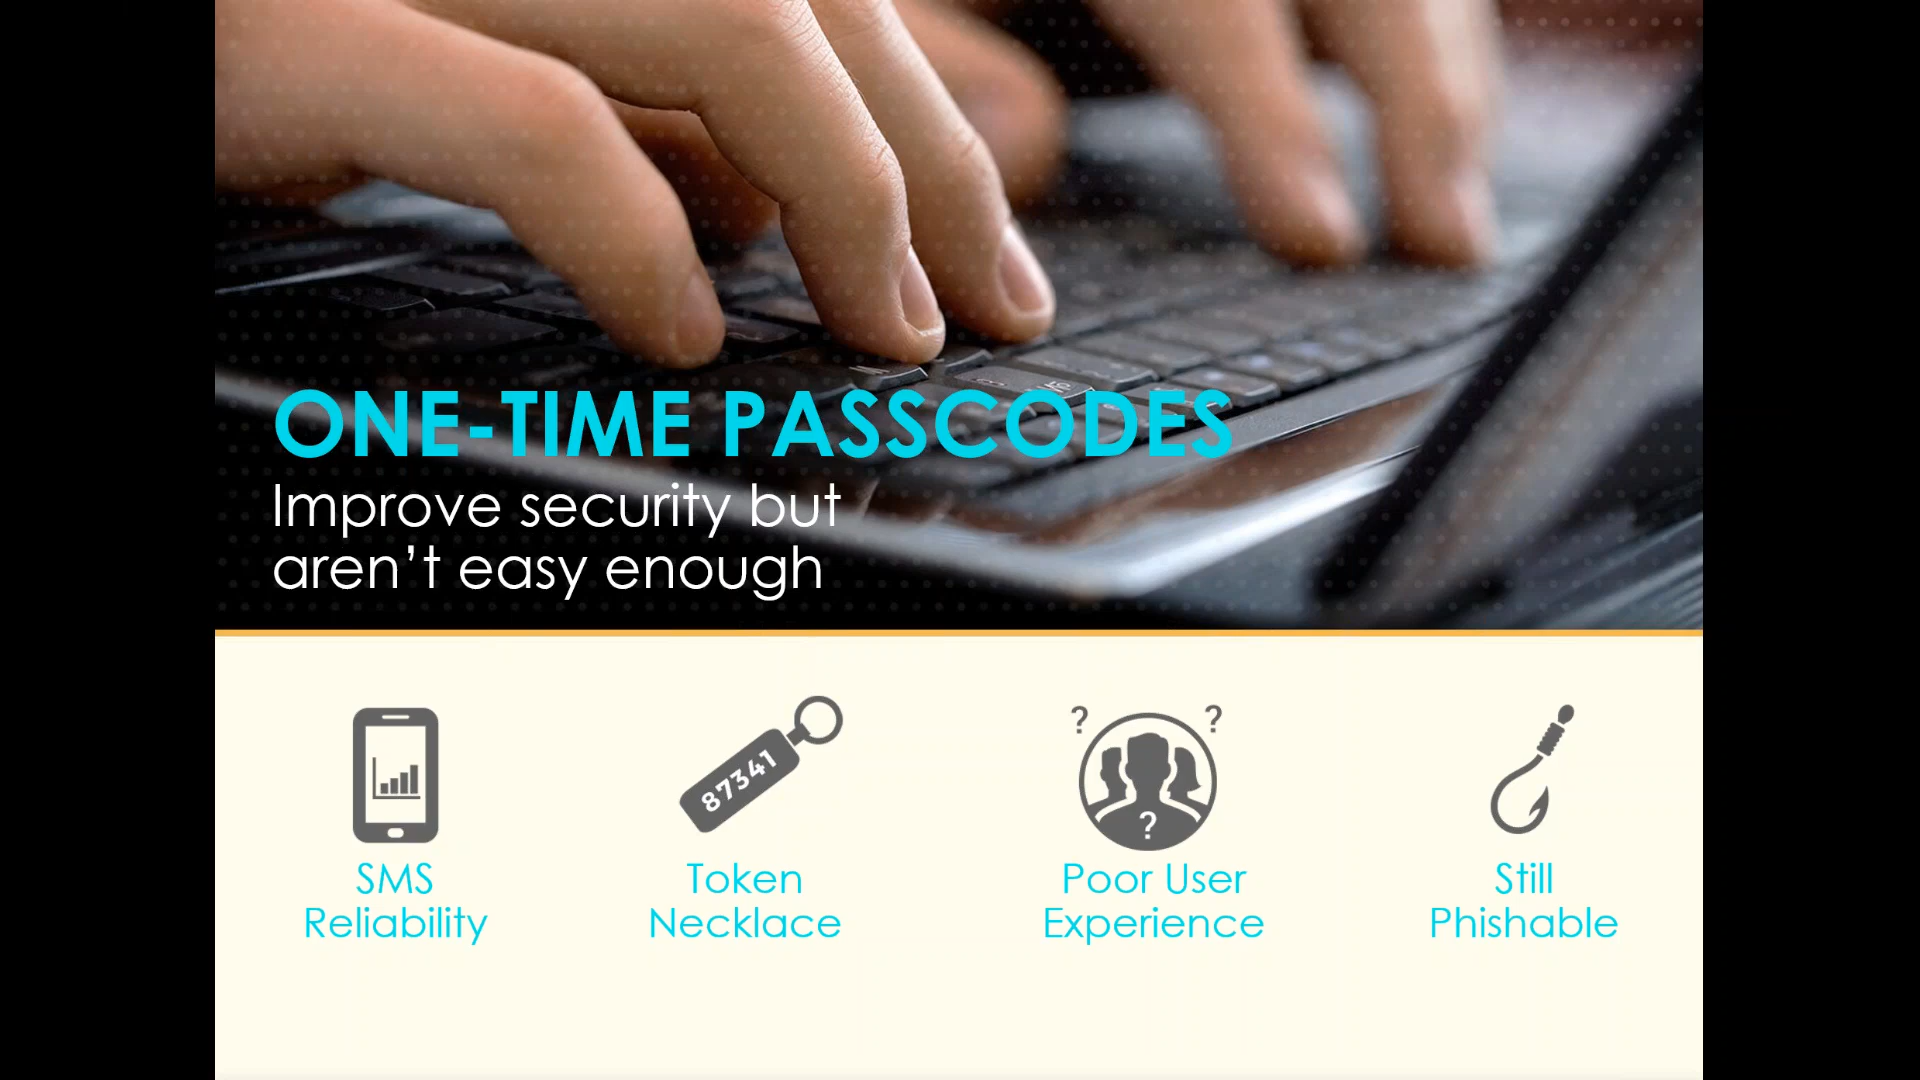 ONE-TIME PASSCODES
Improve security but
aren’t easy enough
87341
? ?
?
SMS
Reliability
Token
Necklace
Poor User
Experience
Still
Phishable